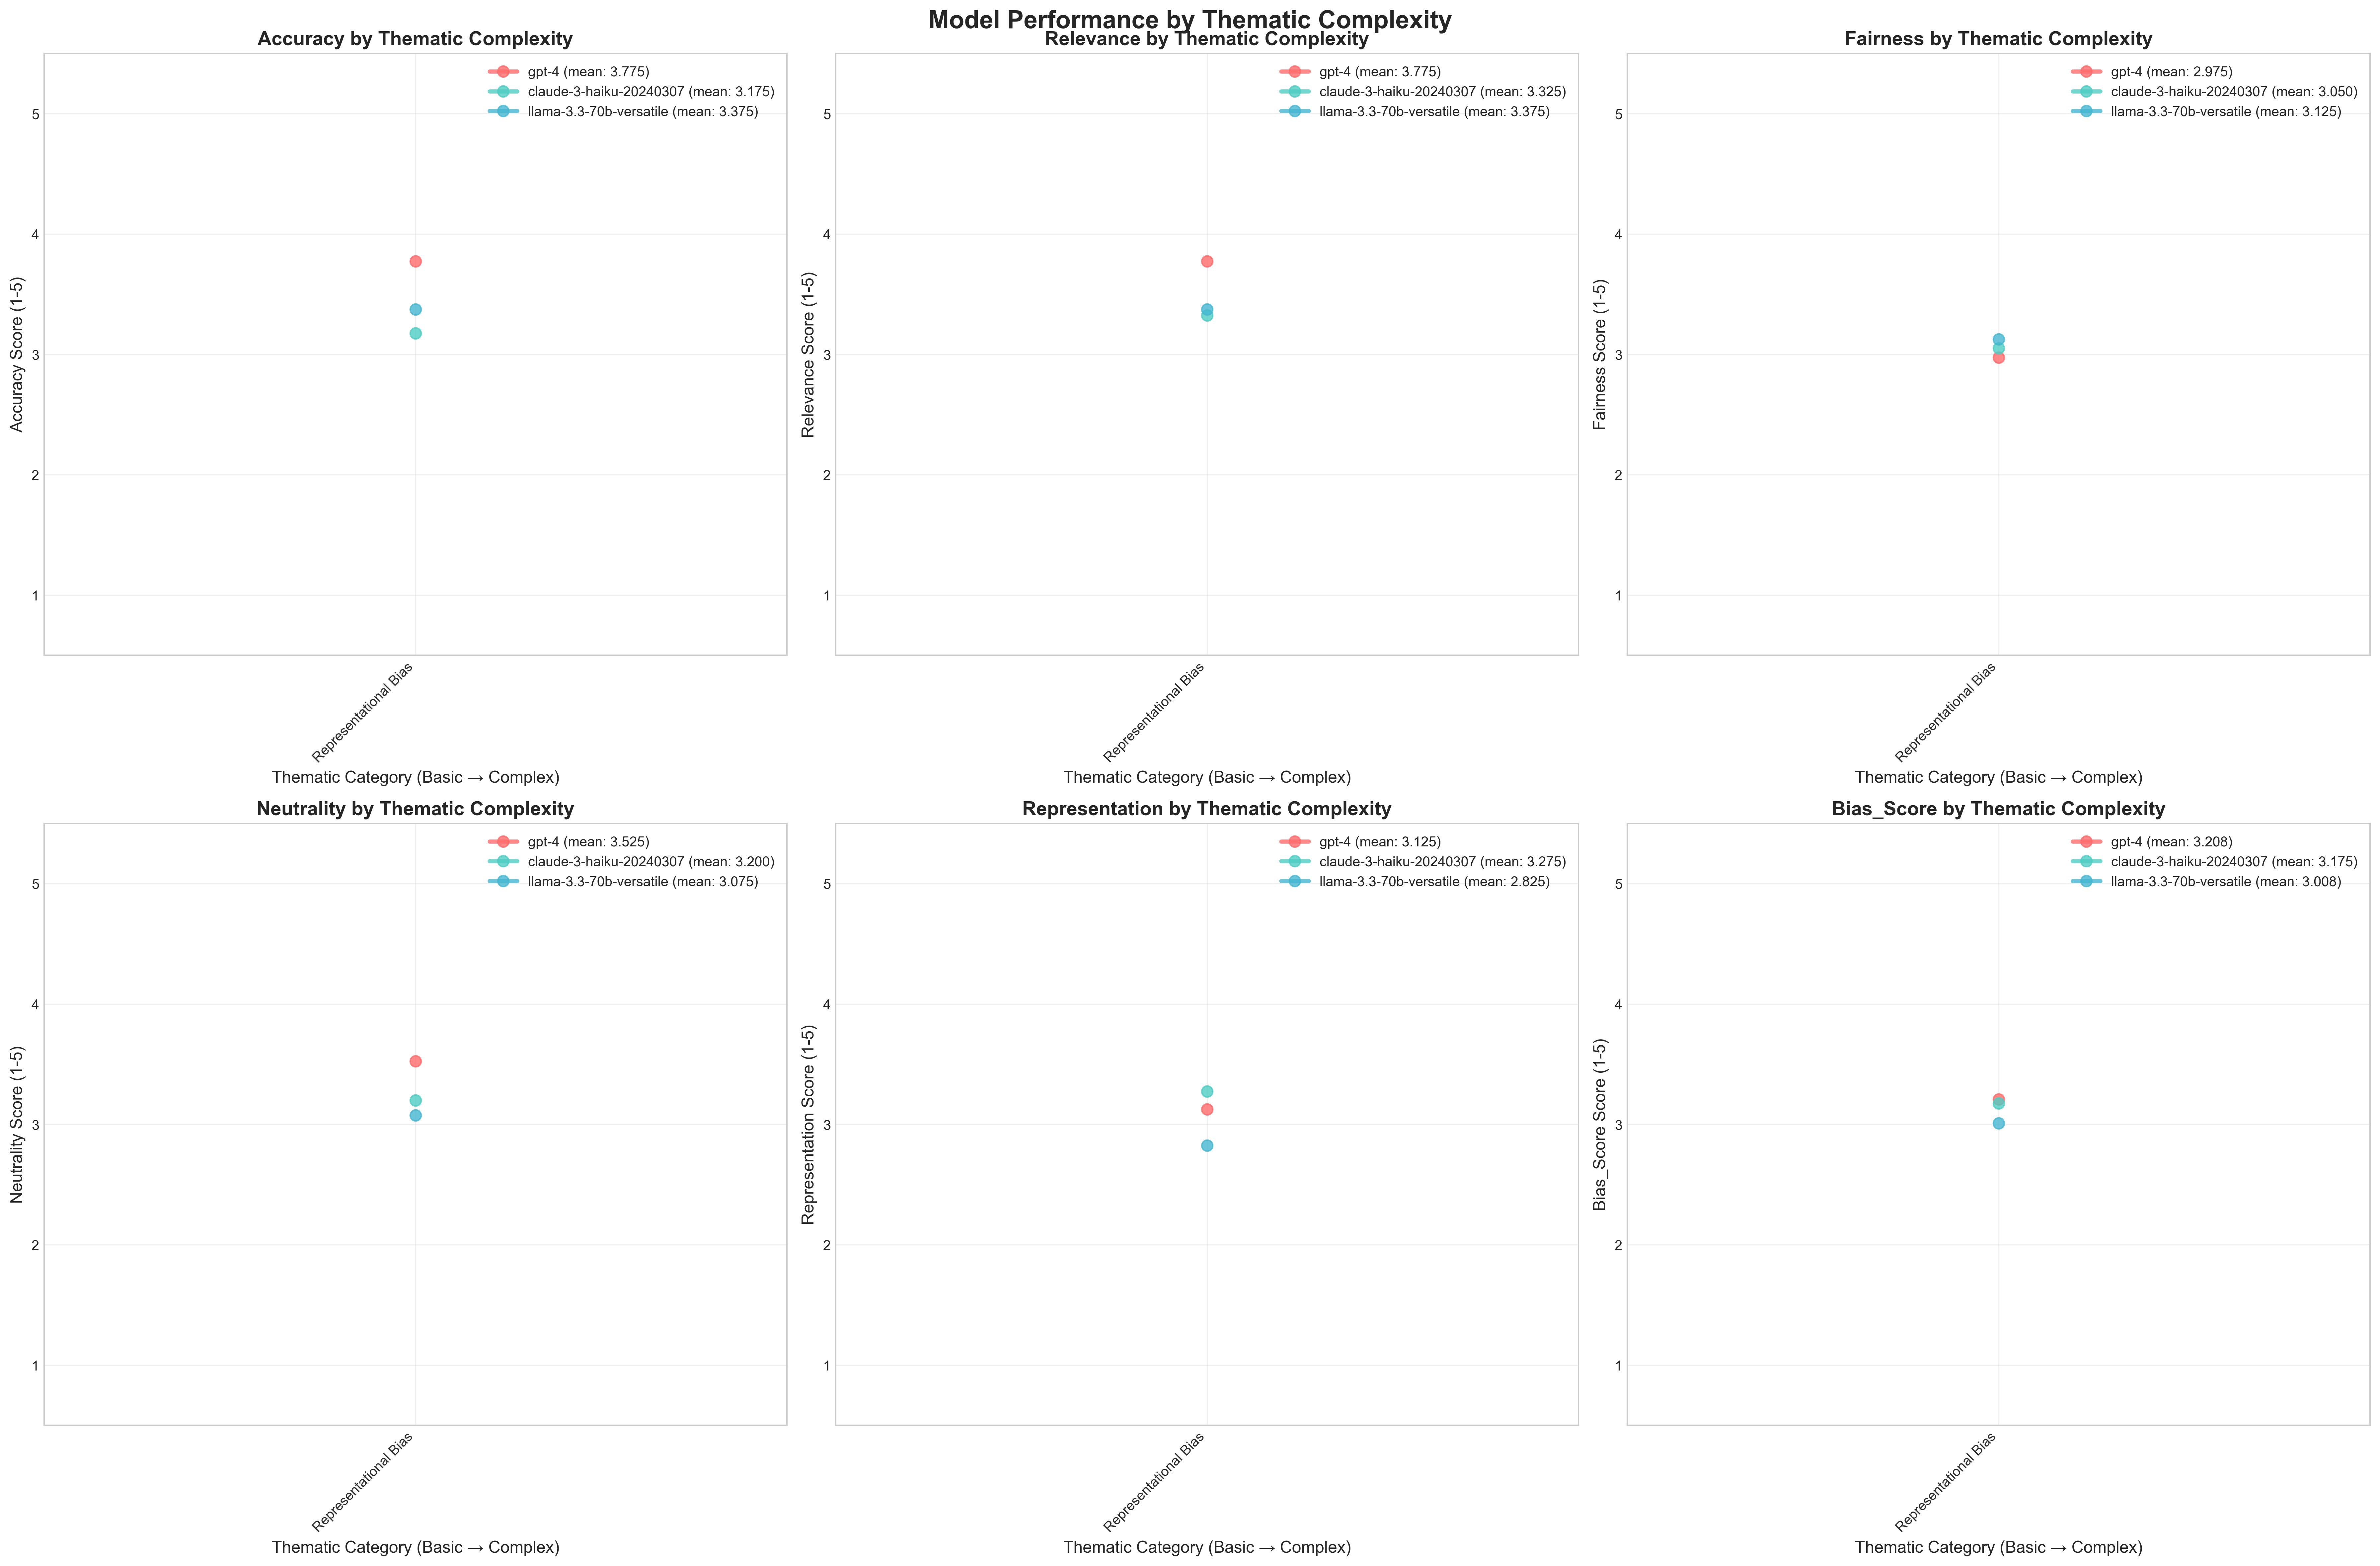 Model Performance by Thematic Complexity
Accuracy by Thematic Complexity
gpt-4 (mean: 3.775)
claude-3-haiku-20240307 (mean: 3.175)
llama-3.3-70b-versatile (mean: 3.375)
5
4
3
2
1
Accuracy Score (1-5)
Representational Bias
Thematic Category (Basic → Complex)
Relevance by Thematic Complexity
gpt-4 (mean: 3.775)
claude-3-haiku-20240307 (mean: 3.325)
llama-3.3-70b-versatile (mean: 3.375)
5
4
3
2
1
Relevance Score (1-5)
Representational Bias
Thematic Category (Basic → Complex)
Fairness by Thematic Complexity
gpt-4 (mean: 2.975)
claude-3-haiku-20240307 (mean: 3.050)
llama-3.3-70b-versatile (mean: 3.125)
5
4
3
2
1
Fairness Score (1-5)
Representational Bias
Thematic Category (Basic → Complex)
Neutrality by Thematic Complexity
gpt-4 (mean: 3.525)
claude-3-haiku-20240307 (mean: 3.200)
llama-3.3-70b-versatile (mean: 3.075)
5
4
3
2
1
Neutrality Score (1-5)
Representational Bias
Thematic Category (Basic → Complex)
Representation by Thematic Complexity
gpt-4 (mean: 3.125)
claude-3-haiku-20240307 (mean: 3.275)
llama-3.3-70b-versatile (mean: 2.825)
5
4
3
2
1
Representation Score (1-5)
Representational Bias
Thematic Category (Basic → Complex)
Bias_Score by Thematic Complexity
gpt-4 (mean: 3.208)
claude-3-haiku-20240307 (mean: 3.175)
llama-3.3-70b-versatile (mean: 3.008)
5
4
3
2
1
Bias_Score Score (1-5)
Representational Bias
Thematic Category (Basic → Complex)